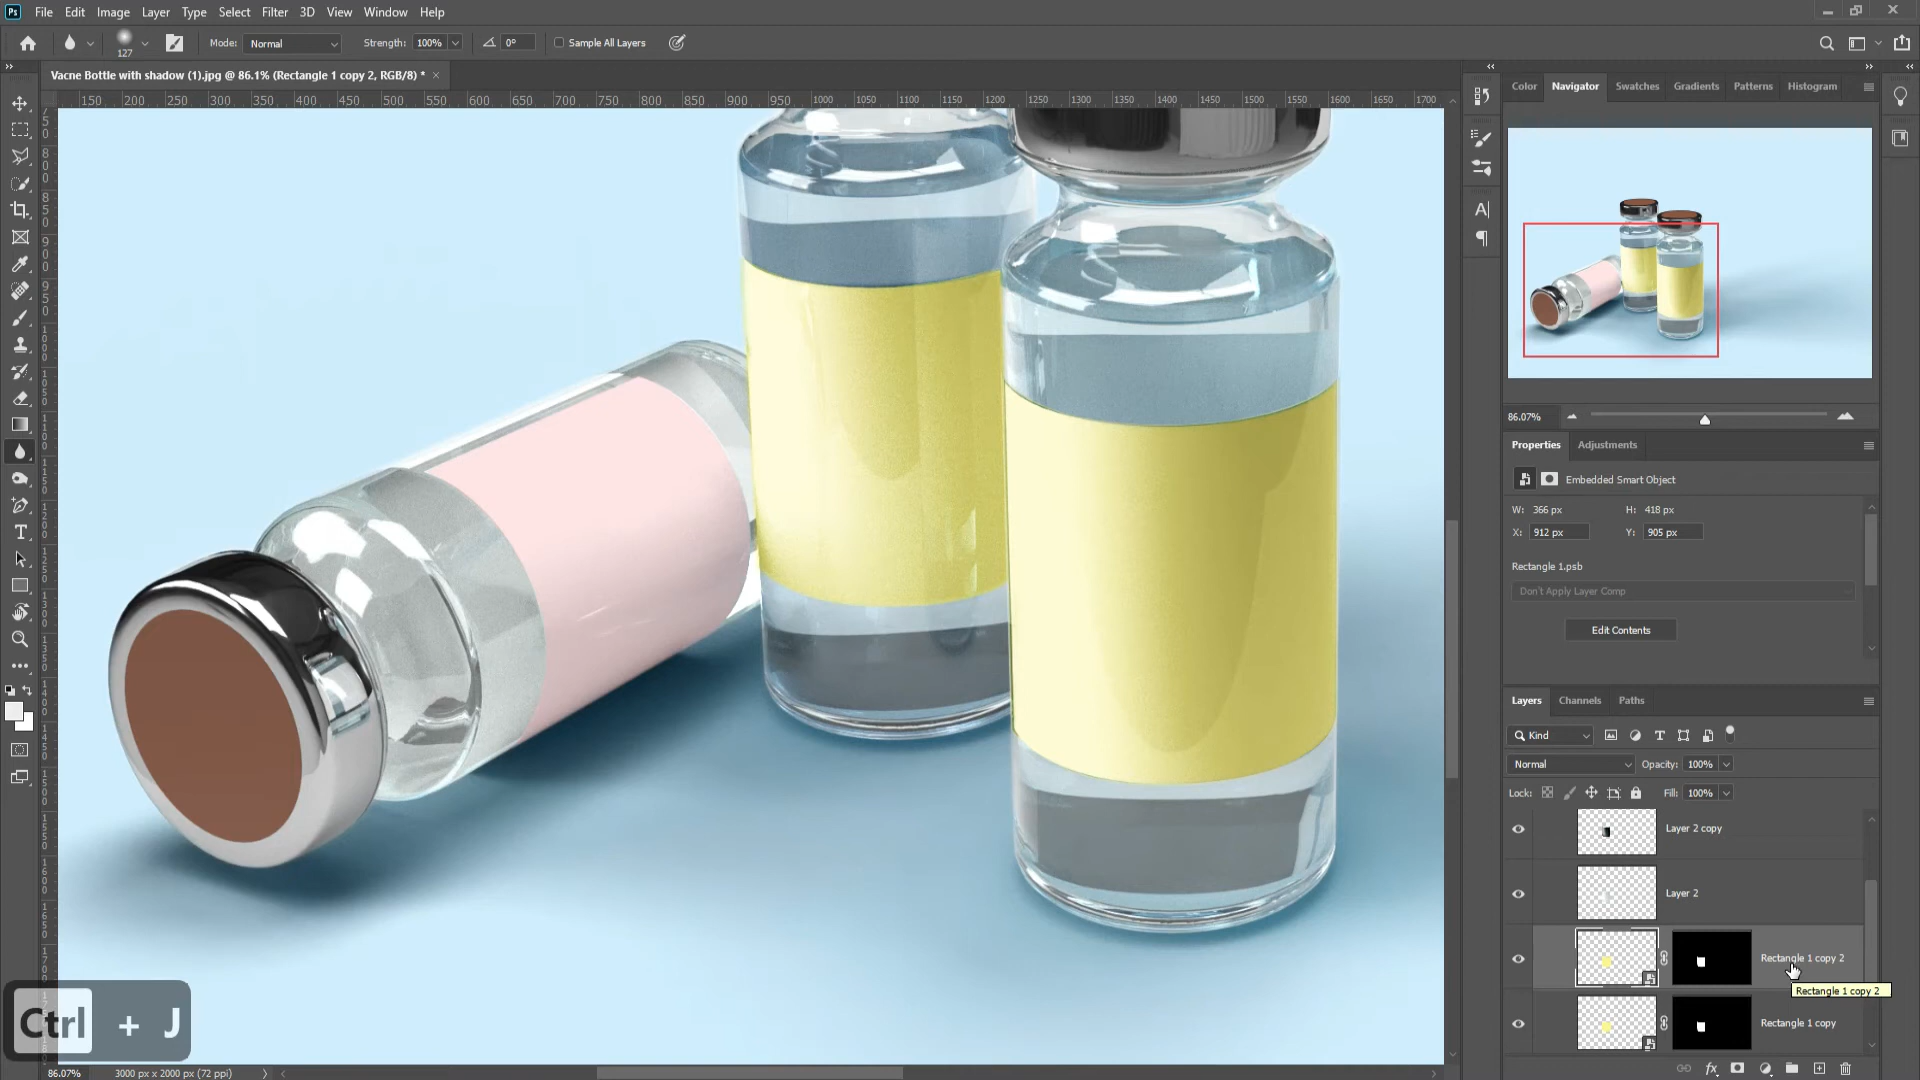 Ps File Edit Image Layer Type Select Filter 3D View Window Help
127 Mode: Normal Strength: 100% 0° Sample All Layers
Vacne Bottle with shadow (1).jpg @ 86.1% (Rectangle 1 copy 2, RGB/8) * ×
150 200 250 300 350 400 450 500 550 600 650 700 750 800 850 900 950 1000 1050 1100 1150 1200 1250 1300 1350 1400 1450 1500 1550 1600 1650 1700
Color Navigator Swatches Gradients Patterns Histogram
86.07%
Properties Adjustments
Embedded Smart Object
W: 366 px H: 418 px
X: 912 px Y: 905 px
Rectangle 1.psb
Don't Apply Layer Comp
Edit Contents
Layers Channels Paths
Kind
Normal Opacity: 100%
Lock: Fill: 100%
Layer 2 copy
Layer 2
Rectangle 1 copy 2
Rectangle 1 copy 2
Rectangle 1 copy
Ctrl + J
86.07% 3000 px x 2000 px (72 ppi)